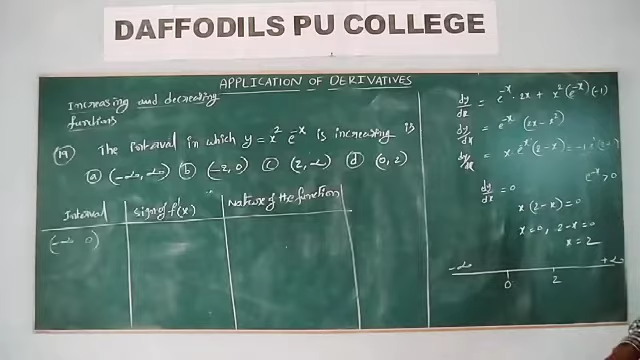 DAFFODILS PU COLLEGE
APPLICATION OF DERIVATIVES
Increasing and decreasing
functions
(19) The interval in which y = x² e^-x is increasing is
(a) (-∞, ∞) (b) (-2, 0) (c) (2, ∞) (d) (0, 2)
Interval Sign of f'(x) Nature of the function
(-∞ 0)
dy/dx = e^-x · 2x + x² (e^-x)(-1)
dy/dx = e^-x (2x - x²)
dy/dx = x · e^-x (2-x)
e^-x > 0
dy/dx = 0
x(2-x) = 0
x = 0, 2-x = 0
x = 2
-∞ +∞
0 2